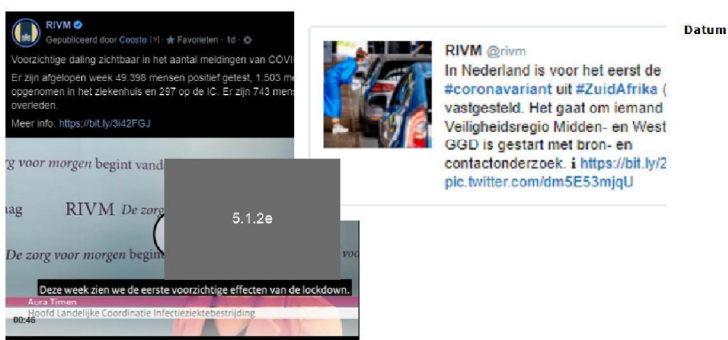 RIVM
Gepubliceerd door Coosto [?] · Favorieten · 1d ·
Voorzichtige daling zichtbaar in het aantal meldingen van COVI
Er zijn afgelopen week 49.398 mensen positief getest, 1.503 me
opgenomen in het ziekenhuis en 297 op de IC. Er zijn 743 mens
overleden.
Meer info: https://bit.ly/3i42FGJ
rg voor morgen begint vand
aag RIVM De zorg
De zorg voor morgen begin
voo
5.1.2e
Deze week zien we de eerste voorzichtige effecten van de lockdown.
Aura Timen
Hoofd Landelijke Coordinatie Infectieziektebestrijding
00:46
RIVM @rivm
In Nederland is voor het eerst de
#coronavariant uit #ZuidAfrika (
vastgesteld. Het gaat om iemand
Veiligheidsregio Midden- en West
GGD is gestart met bron- en
contactonderzoek. ℹ https://bit.ly/2
pic.twitter.com/dm5E53mjqU
Datum